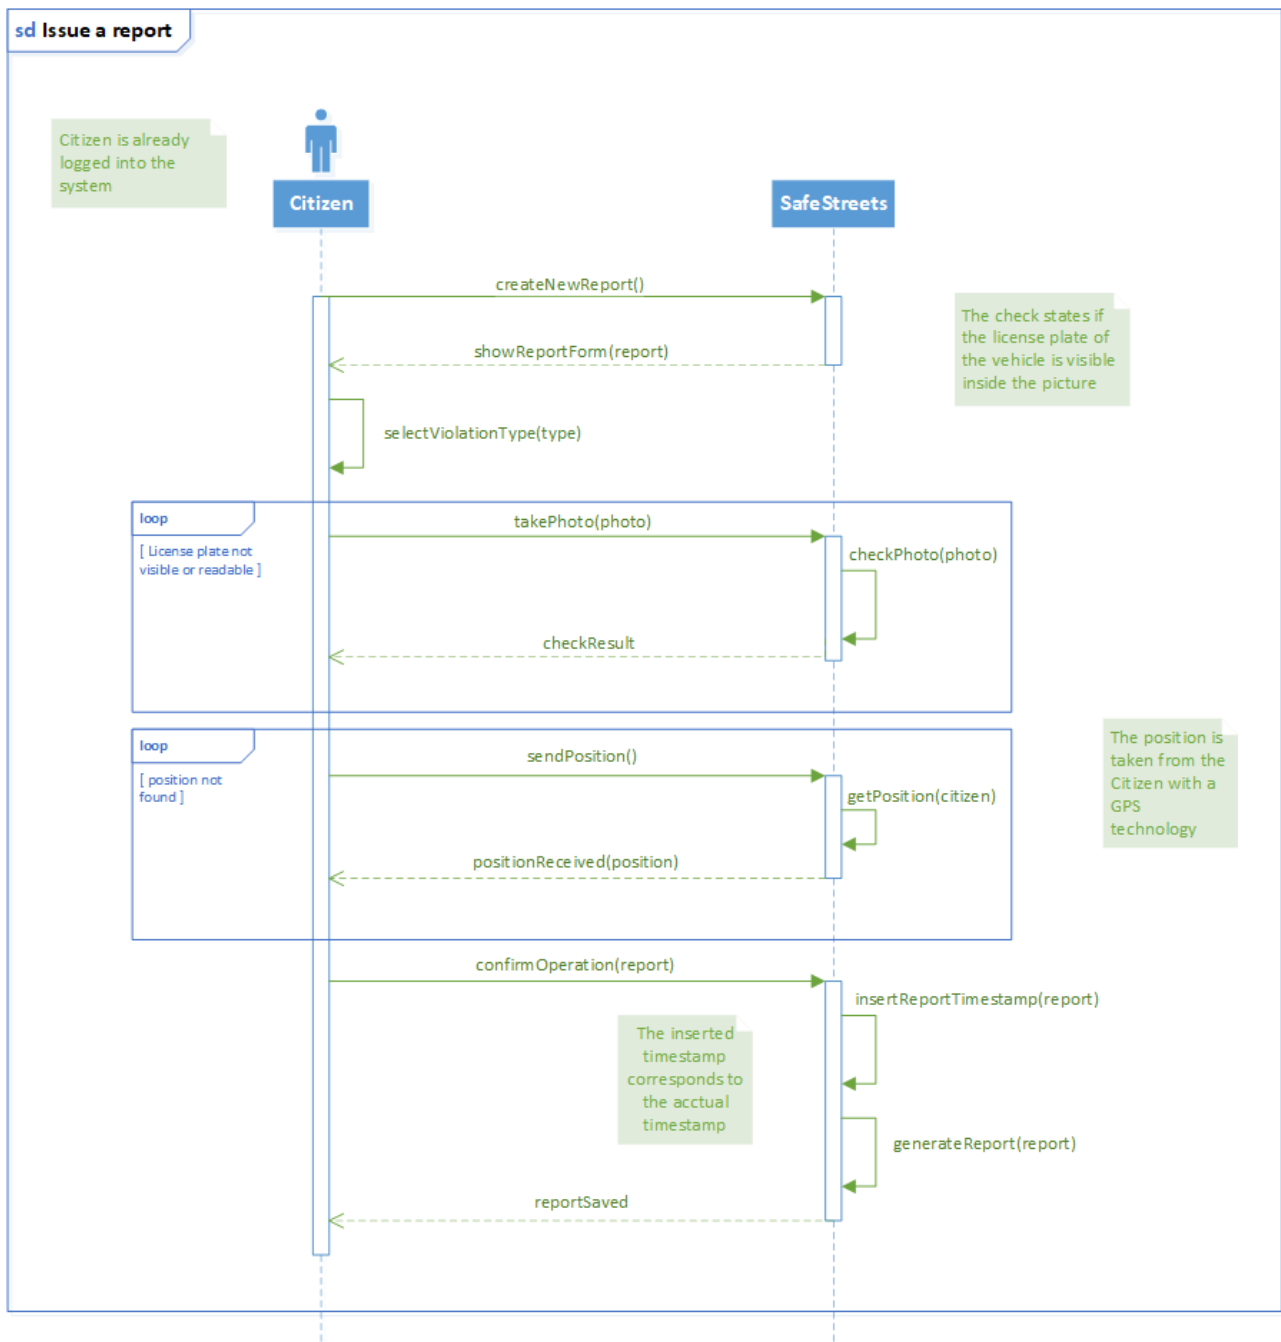 sd Issue a report
Citizen is already
logged into the
system
Citizen
SafeStreets
createNewReport()
The check states if
the license plate of
the vehicle is visible
inside the picture
showReportForm(report)
selectViolationType(type)
loop
[ License plate not
visible or readable ]
takePhoto(photo)
checkPhoto(photo)
checkResult
loop
[ position not
found ]
sendPosition()
The position is
taken from the
Citizen with a
GPS
technology
getPosition(citizen)
positionReceived(position)
confirmOperation(report)
insertReportTimestamp(report)
The inserted
timestamp
corresponds to
the acctual
timestamp
generateReport(report)
reportSaved